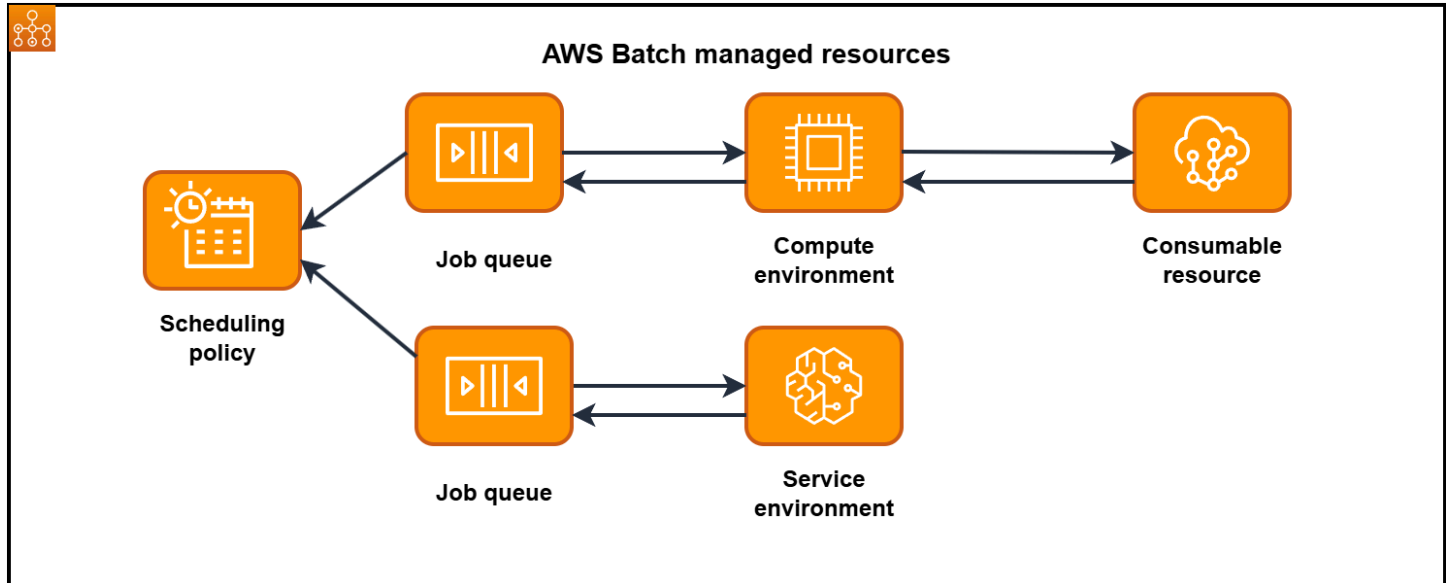 AWS Batch managed resources
Job queue
Compute
environment
Consumable
resource
Scheduling
policy
Job queue
Service
environment